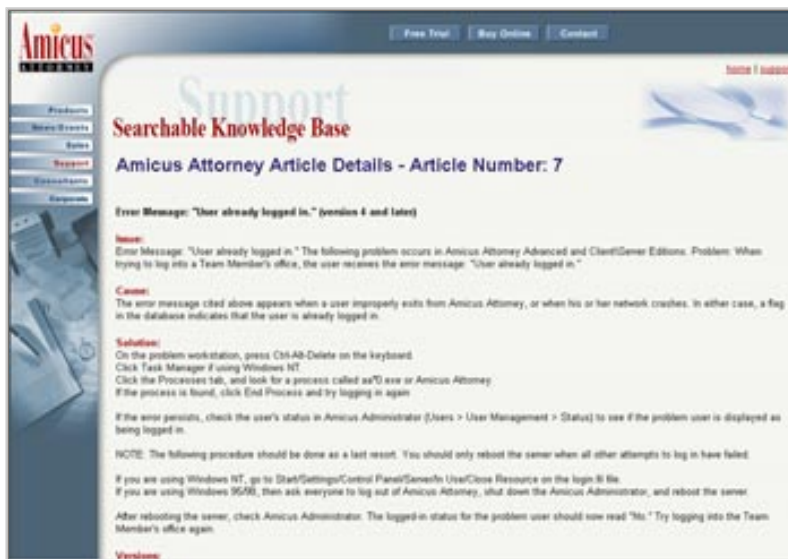 Amicus
ATTORNEY
Free Trial
Buy Online
Contact
home |
Products
News/Events
Sales
Support
Consultants
Corporate
Support
Searchable Knowledge Base
Amicus Attorney Article Details - Article Number: 7
Error Message: "User already logged in." (version 4 and later)
Issue:
Error Message: "User already logged in." The following problem occurs in Amicus Attorney Advanced and Client\Server Editions. Problem: When
trying to log into a Team Member's office, the user receives the error message: "User already logged in."
Cause:
The error message cited above appears when a user improperly exits from Amicus Attorney, or when his or her network crashes. In either case, a flag
in the database indicates that the user is already logged in.
Solution:
On the problem workstation, press Ctrl-Alt-Delete on the keyboard.
Click Task Manager if using Windows NT.
Click the Processes tab, and look for a process called exe or Amicus Attorney
If the process is found, click End Process and try logging in again
If the error persists, check the user's status in Amicus Administrator (Users > User Management > Status) to see if the problem user is displayed as
being logged in.
NOTE: The following procedure should be done as a last resort. You should only reboot the server when all other attempts to log in have failed.
If you are using Windows NT, go to Start/Settings/Control Panel/Server/In Use/Close Resource on the file.
If you are using Windows 95/98, then ask everyone to log out of Amicus Attorney, shut down the Amicus Administrator, and reboot the server.
After rebooting the server, check Amicus Administrator. The logged-in status for the problem user should now read "No." Try logging into the Team
Member's office again.
Versions: